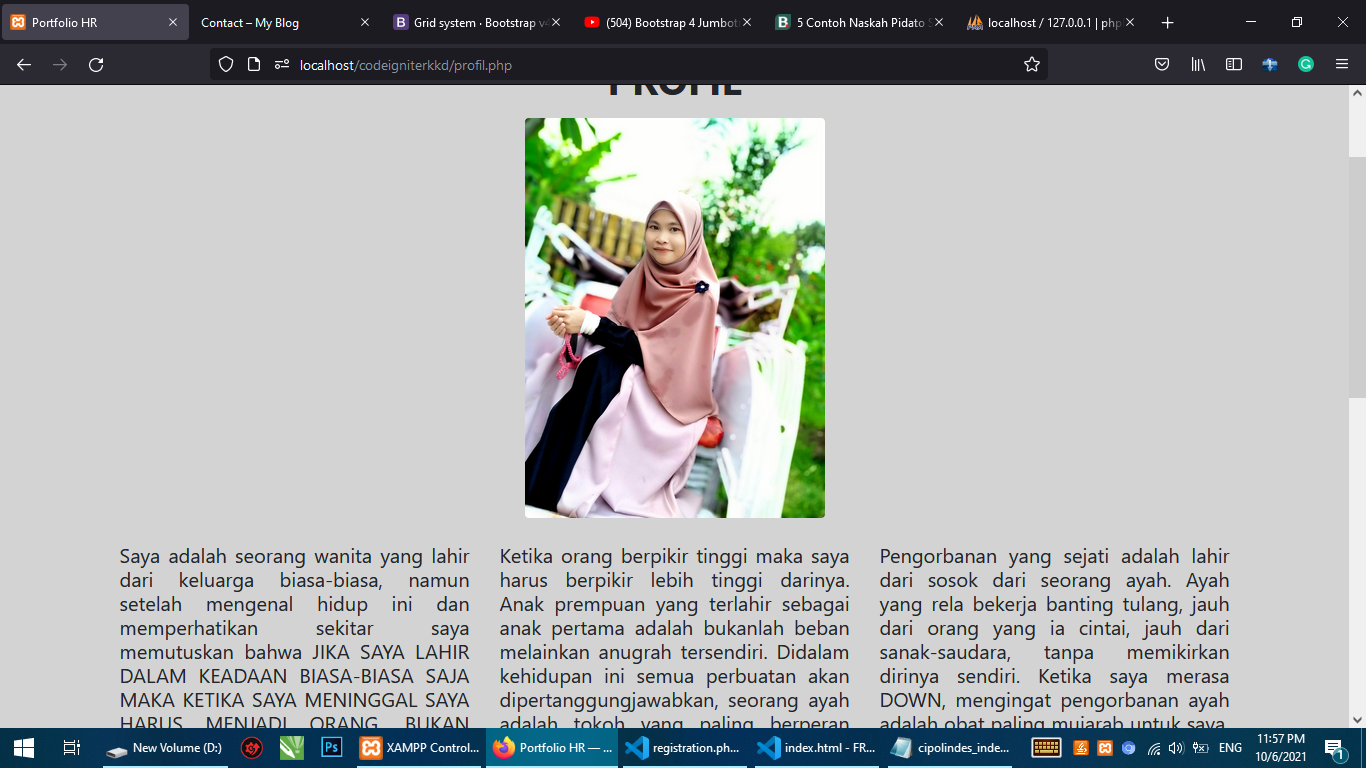 Portfolio HR
Contact – My Blog
Grid system · Bootstrap v4
(504) Bootstrap 4 Jumbot
5 Contoh Naskah Pidato S
localhost / 127.0.0.1 | php
localhost/codeigniterkkd/profil.php
PROFIL
Saya adalah seorang wanita yang lahir
dari keluarga biasa-biasa, namun
setelah mengenal hidup ini dan
memperhatikan sekitar saya
memutuskan bahwa JIKA SAYA LAHIR
DALAM KEADAAN BIASA-BIASA SAJA
MAKA KETIKA SAYA MENINGGAL SAYA
HARUS MENJADI ORANG BUKAN
Ketika orang berpikir tinggi maka saya
harus berpikir lebih tinggi darinya.
Anak prempuan yang terlahir sebagai
anak pertama adalah bukanlah beban
melainkan anugrah tersendiri. Didalam
kehidupan ini semua perbuatan akan
dipertanggungjawabkan, seorang ayah
adalah tokoh yang paling berperan
Pengorbanan yang sejati adalah lahir
dari sosok dari seorang ayah. Ayah
yang rela bekerja banting tulang, jauh
dari orang yang ia cintai, jauh dari
sanak-saudara, tanpa memikirkan
dirinya sendiri. Ketika saya merasa
DOWN, mengingat pengorbanan ayah
adalah obat paling mujarab untuk saya.
New Volume (D:)
Ps
XAMPP Control...
Portfolio HR — ...
registration.ph...
index.html - FR...
cipolindes_inde...
ENG
11:57 PM
10/6/2021
1